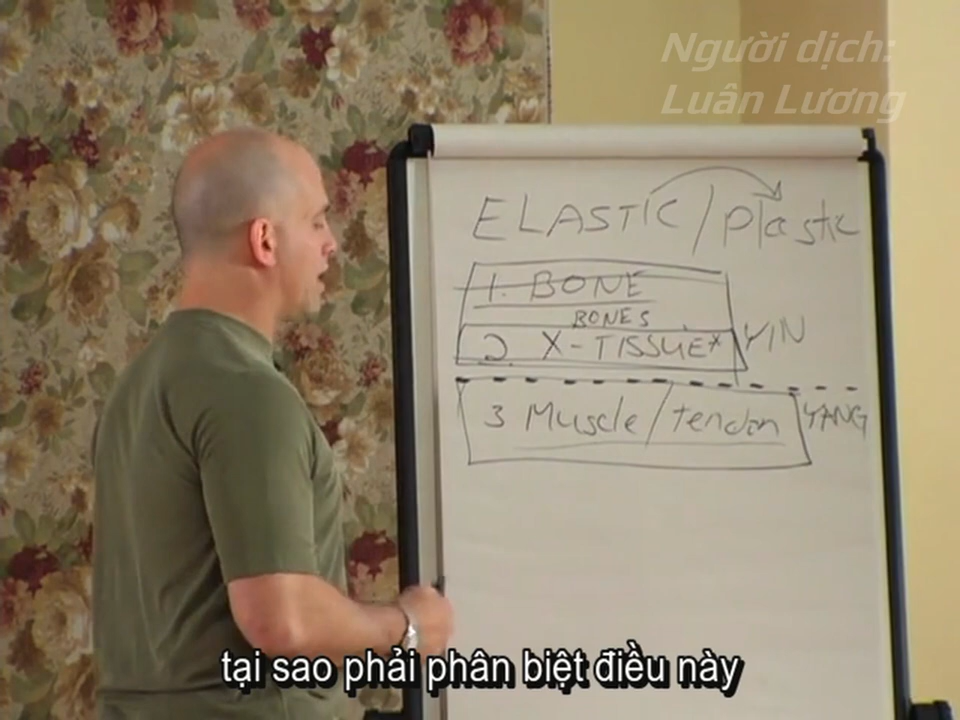 Người dịch:
Luân Lương
ELASTIC / plastic
1. BONE
BONES
2. X-TISSUE* YIN
3 Muscle/tendon YANG
tại sao phải phân biệt điều này